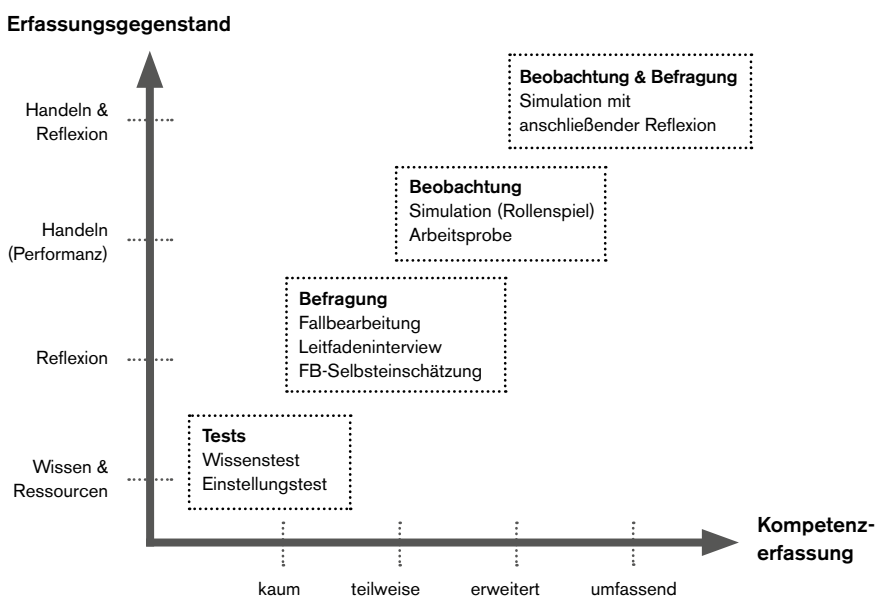 Erfassungsgegenstand
Handeln &
Reflexion
Beobachtung & Befragung
Simulation mit
anschließender Reflexion
Handeln
(Performanz)
Beobachtung
Simulation (Rollenspiel)
Arbeitsprobe
Reflexion
Befragung
Fallbearbeitung
Leitfadeninterview
FB-Selbsteinschätzung
Wissen &
Ressourcen
Tests
Wissenstest
Einstellungstest
Kompetenz-
erfassung
kaum teilweise erweitert umfassend